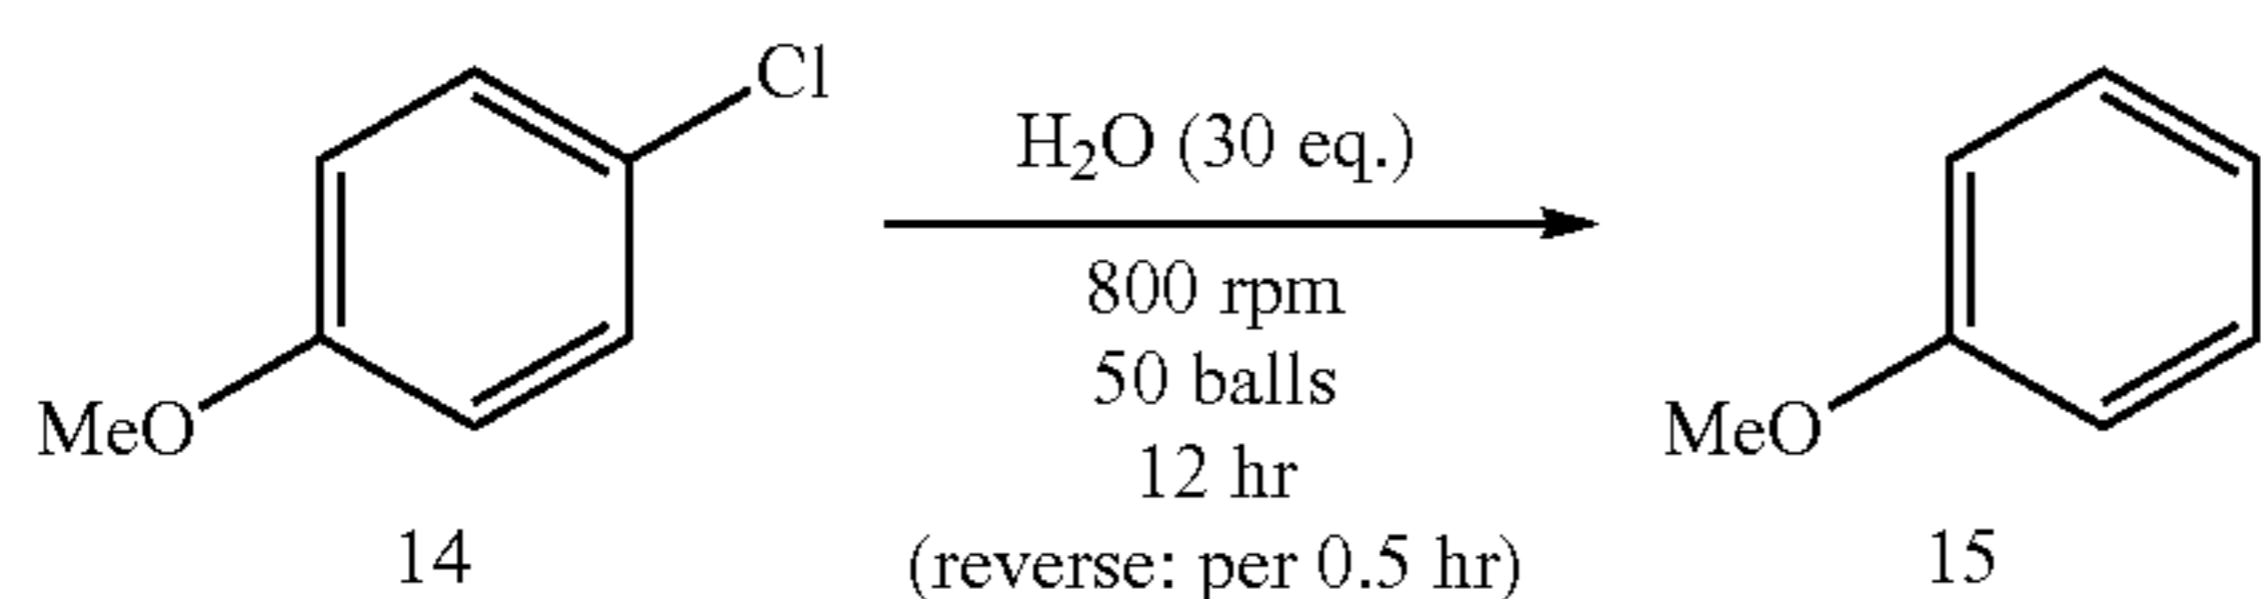 Cl
H₂O (30 eq.)
800 rpm
50 balls
12 hr
(reverse: per 0.5 hr)
MeO
MeO
14
15